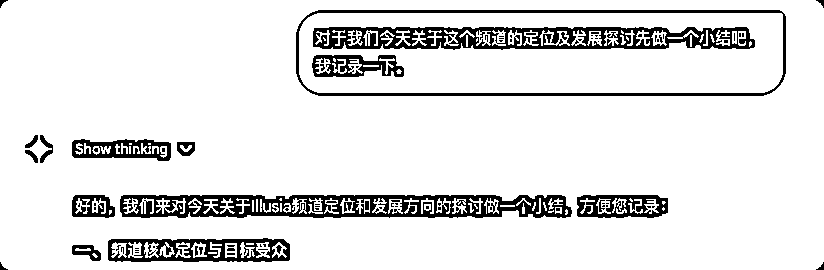 对于我们今天关于这个频道的定位及发展探讨先做一个小结吧，
我记录一下。
Show thinking
好的，我们来对今天关于Illusia频道定位和发展方向的探讨做一个小结，方便您记录：
一、频道核心定位与目标受众